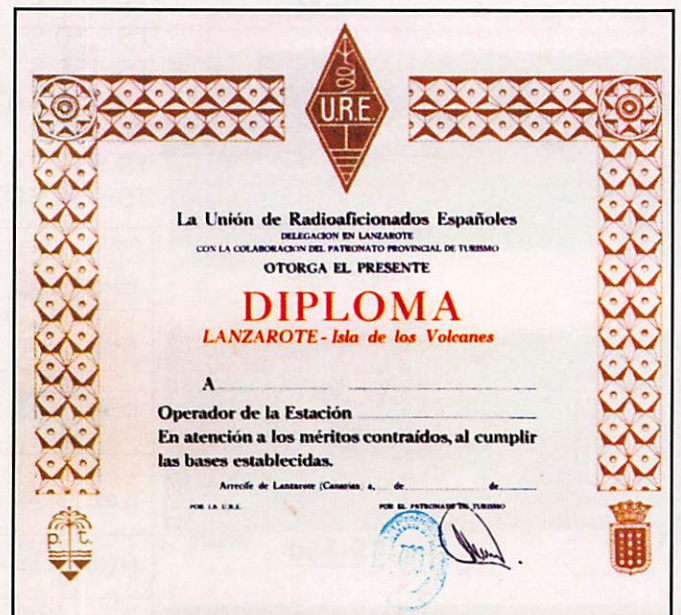 U.R.E.
La Unión de Radioaficionados Españoles
DELEGACION EN LANZAROTE
CON LA COLABORACION DEL PATRONATO PROVINCIAL DE TURISMO
OTORGA EL PRESENTE
DIPLOMA
LANZAROTE - Isla de los Volcanes
A
Operador de la Estación
En atención a los méritos contraídos, al cumplir
las bases establecidas.
Arrecife de Lanzarote (Canarias) a, de de
POR LA U.R.E. POR EL PATRONATO DE TURISMO
p. t.